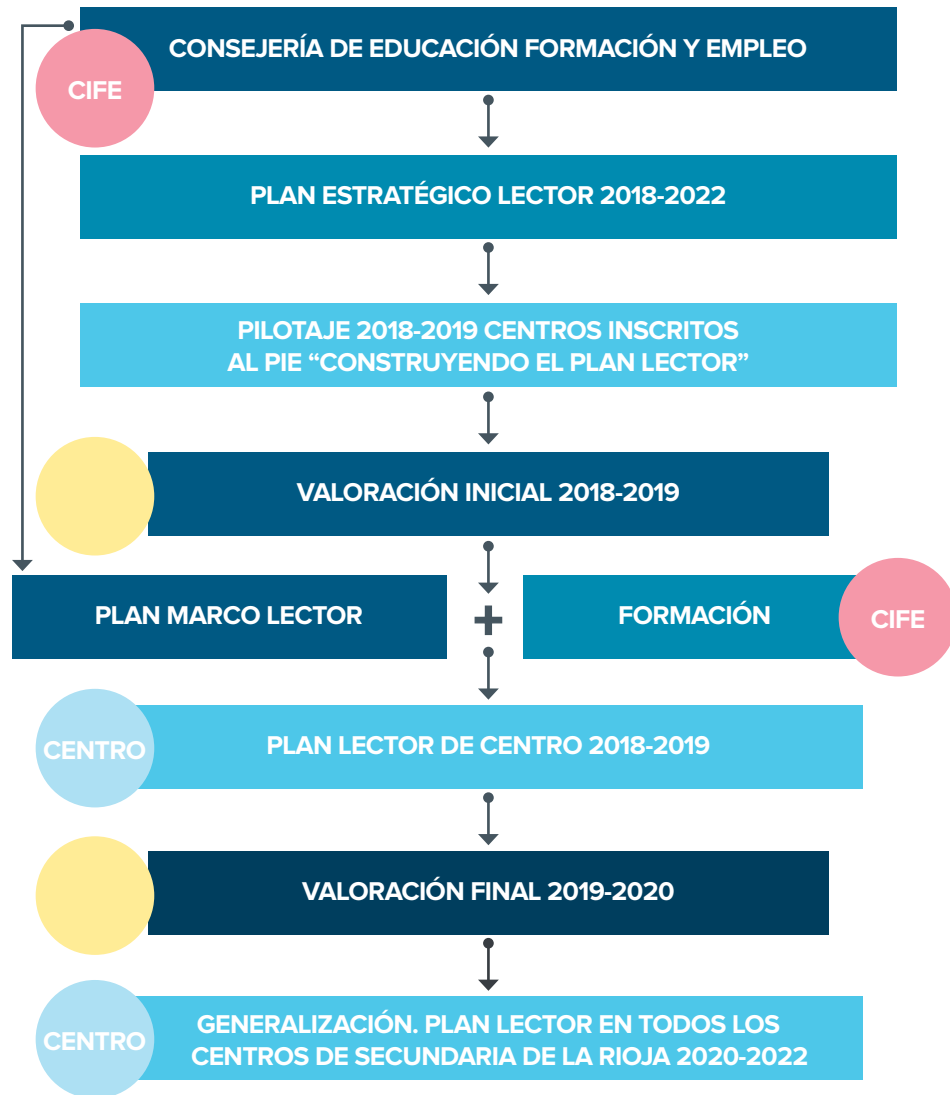 CONSEJERÍA DE EDUCACIÓN FORMACIÓN Y EMPLEO
CIFE
PLAN ESTRATÉGICO LECTOR 2018-2022
PILOTAJE 2018-2019 CENTROS INSCRITOS
AL PIE “CONSTRUYENDO EL PLAN LECTOR”
VALORACIÓN INICIAL 2018-2019
PLAN MARCO LECTOR
+
FORMACIÓN
CIFE
CENTRO
PLAN LECTOR DE CENTRO 2018-2019
VALORACIÓN FINAL 2019-2020
CENTRO
GENERALIZACIÓN. PLAN LECTOR EN TODOS LOS
CENTROS DE SECUNDARIA DE LA RIOJA 2020-2022